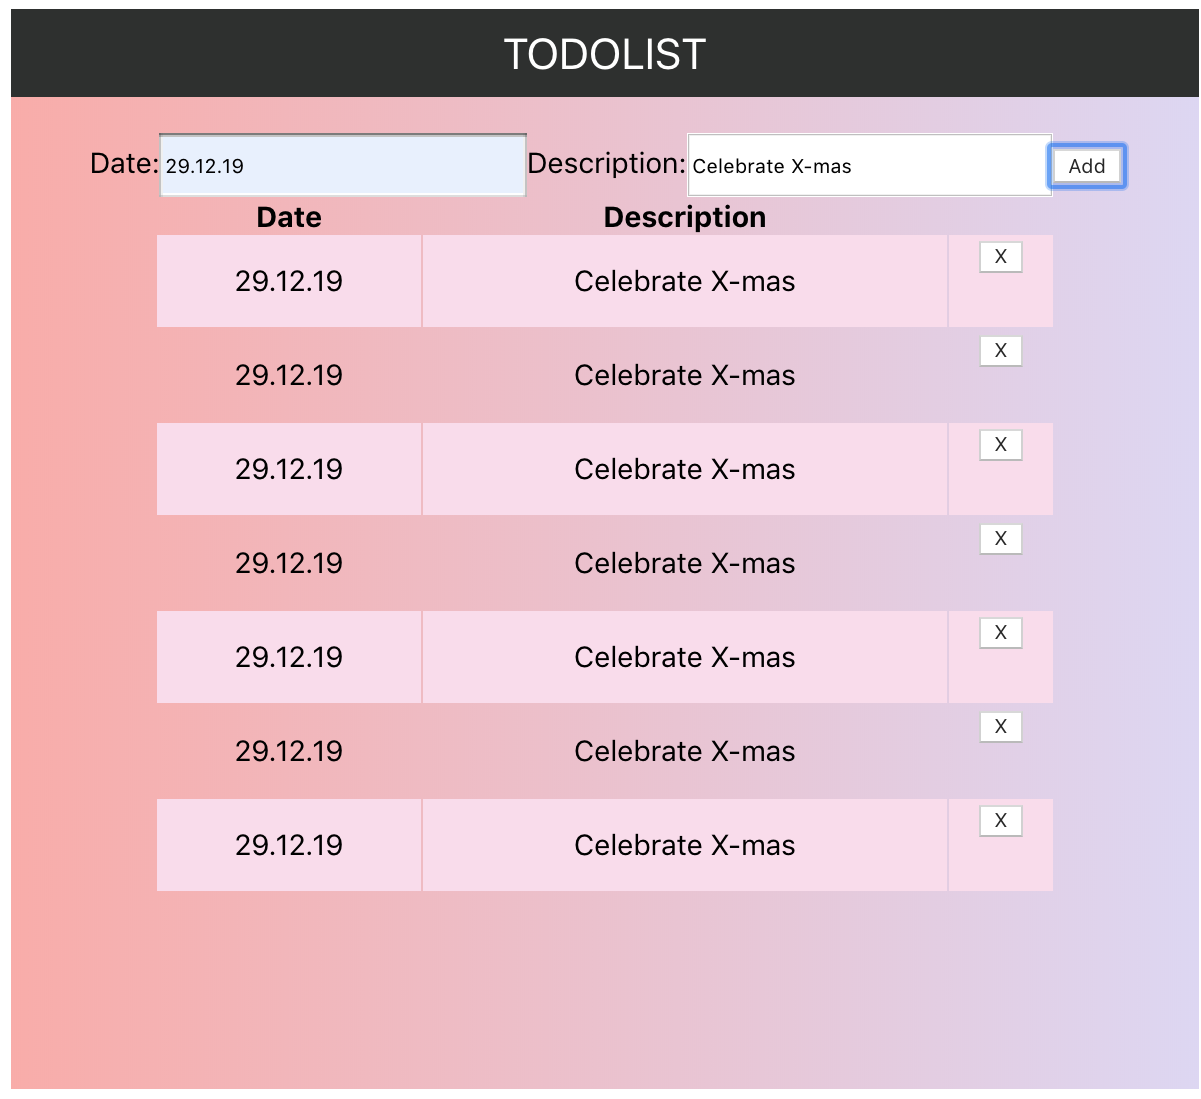 TODOLIST
Date: 29.12.19 Description: Celebrate X-mas Add
Date Description
29.12.19 Celebrate X-mas X
29.12.19 Celebrate X-mas X
29.12.19 Celebrate X-mas X
29.12.19 Celebrate X-mas X
29.12.19 Celebrate X-mas X
29.12.19 Celebrate X-mas X
29.12.19 Celebrate X-mas X